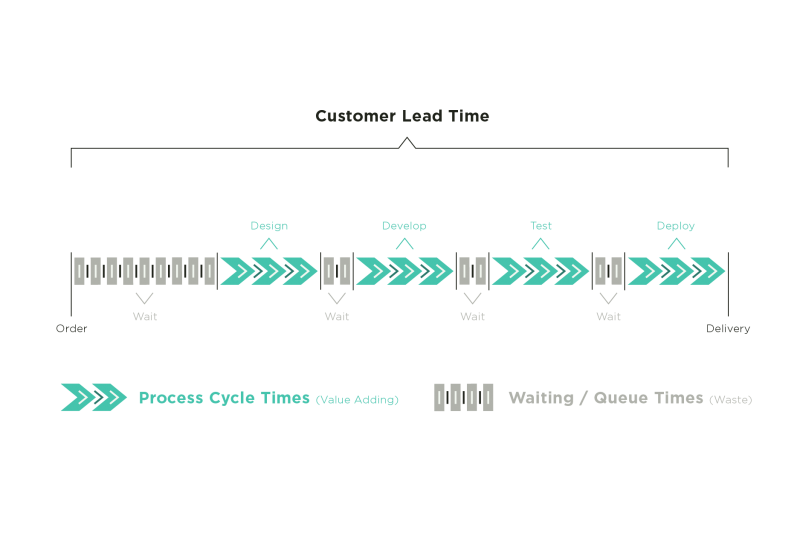 Customer Lead Time
Design
Develop
Test
Deploy
Wait
Wait
Wait
Wait
Order
Delivery
Process Cycle Times (Value Adding)
Waiting / Queue Times (Waste)